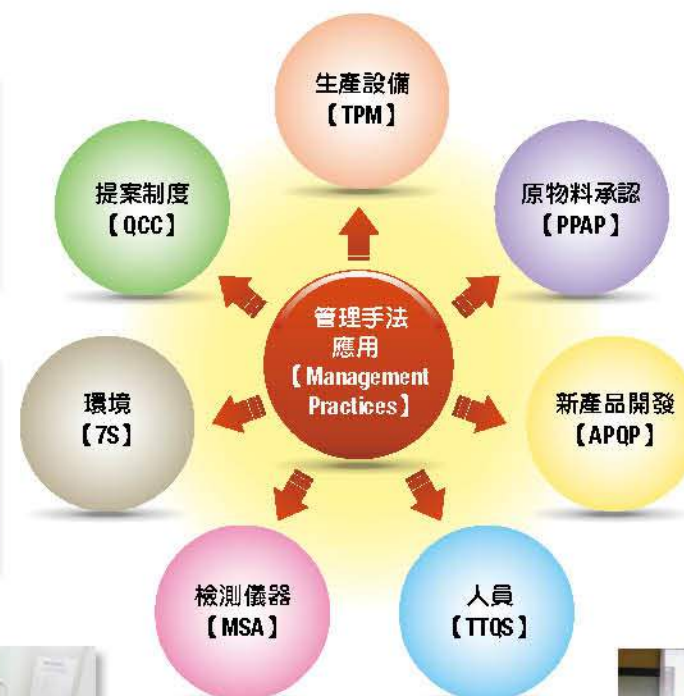 生產設備
【TPM】
提案制度
【QCC】
原物料承認
【PPAP】
管理手法
應用
【Management
Practices】
環境
【7S】
新產品開發
【APQP】
檢測儀器
【MSA】
人員
【TTQS】